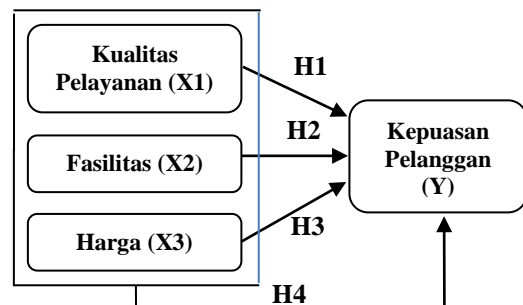 Kualitas
Pelayanan (X1)
H1
H2
Fasilitas (X2)
Kepuasan
Pelanggan
(Y)
Harga (X3)
H3
H4